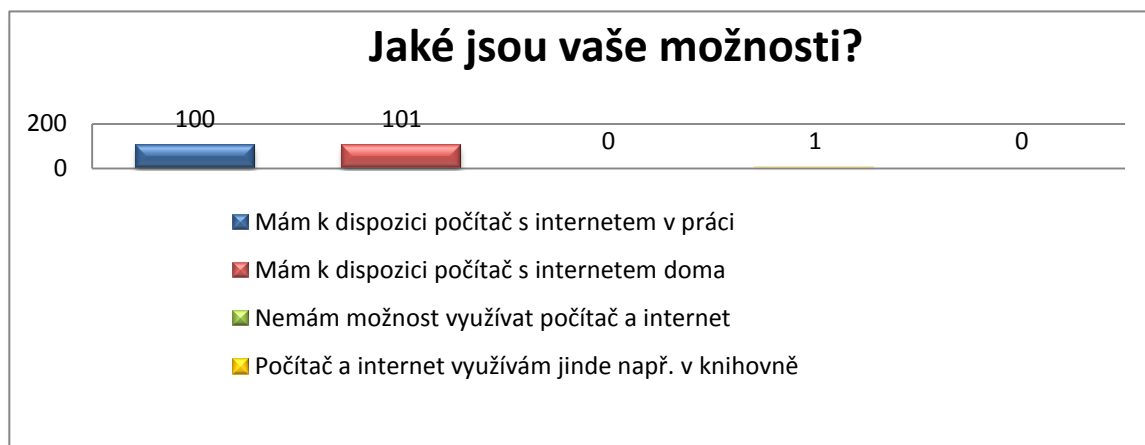 Jaké jsou vaše možnosti?
200
0
100
101
0
1
0
Mám k dispozici počítač s internetem v práci
Mám k dispozici počítač s internetem doma
Nemám možnost využívat počítač a internet
Počítač a internet využívám jinde např. v knihovně